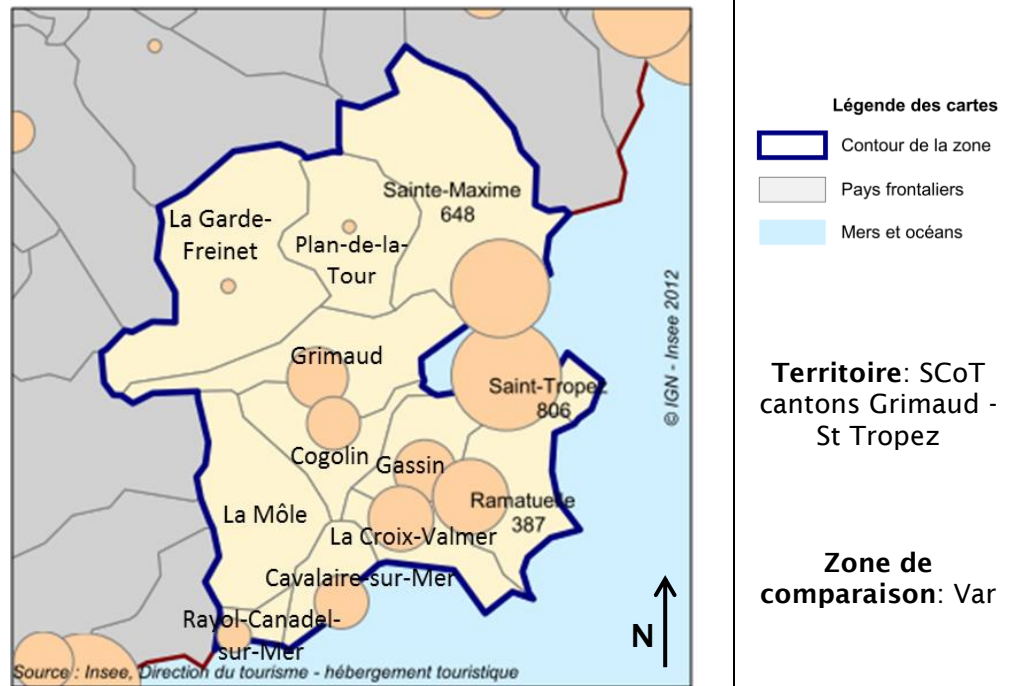 Sainte-Maxime
648
La Garde-
Freinet
Plan-de-la-
Tour
Grimaud
Saint-Tropez
806
Cogolin
Gassin
Ramatuelle
387
La Môle
La Croix-Valmer
Cavalaire-sur-Mer
Rayol-Canadel-
sur-Mer
N
Source : Insee, Direction du tourisme - hébergement touristique
© IGN - Insee 2012
Légende des cartes
Contour de la zone
Pays frontaliers
Mers et océans
Territoire: SCoT
cantons Grimaud -
St Tropez
Zone de
comparaison: Var